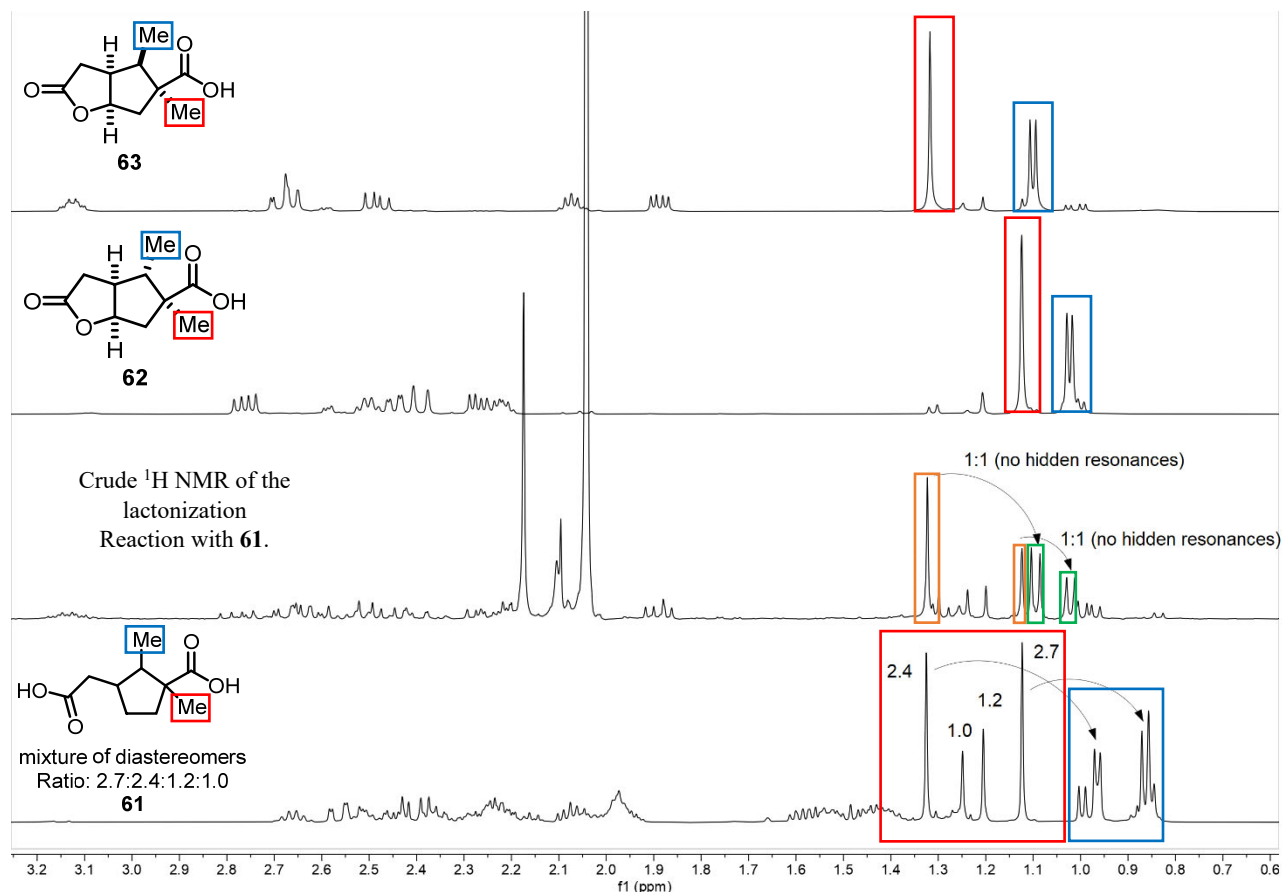 H
Me
O
O
OH
O
Me
H
63
H
Me
O
O
OH
O
Me
H
62
1:1 (no hidden resonances)
Crude ¹H NMR of the
lactonization
Reaction with 61.
1:1 (no hidden resonances)
Me
O
HO
OH
Me
O
mixture of diastereomers
Ratio: 2.7:2.4:1.2:1.0
61
2.4
2.7
1.2
1.0
3.2 3.1 3.0 2.9 2.8 2.7 2.6 2.5 2.4 2.3 2.2 2.1 2.0 1.9 1.8 1.7 1.6 1.5 1.4 1.3 1.2 1.1 1.0 0.9 0.8 0.7 0.6
f1 (ppm)